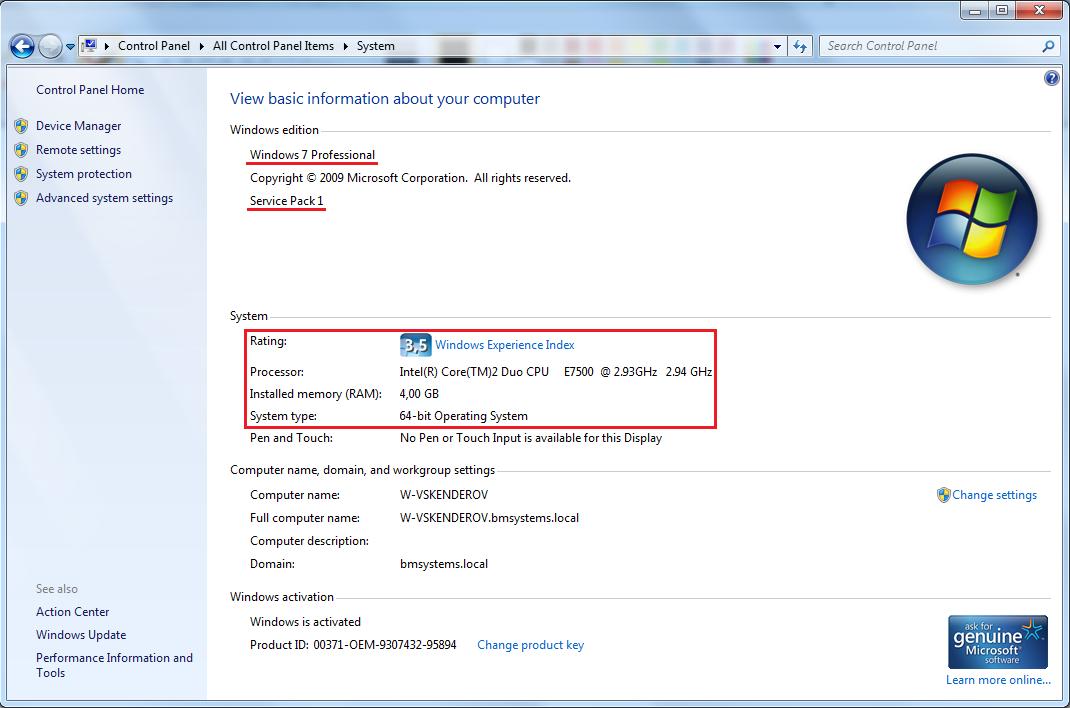 Control Panel
All Control Panel Items
System
Search Control Panel
Control Panel Home
Device Manager
Remote settings
System protection
Advanced system settings
See also
Action Center
Windows Update
Performance Information and
Tools
View basic information about your computer
Windows edition
Windows 7 Professional
Copyright © 2009 Microsoft Corporation. All rights reserved.
Service Pack 1
System
Rating: 3,5 Windows Experience Index
Processor: Intel(R) Core(TM)2 Duo CPU E7500 @ 2.93GHz 2.94 GHz
Installed memory (RAM): 4,00 GB
System type: 64-bit Operating System
Pen and Touch: No Pen or Touch Input is available for this Display
Computer name, domain, and workgroup settings
Computer name: W-VSKENDEROV
Change settings
Full computer name: W-VSKENDEROV.bmsystems.local
Computer description:
Domain: bmsystems.local
Windows activation
Windows is activated
Product ID: 00371-OEM-9307432-95894 Change product key
ask for
genuine
Microsoft
software
Learn more online...